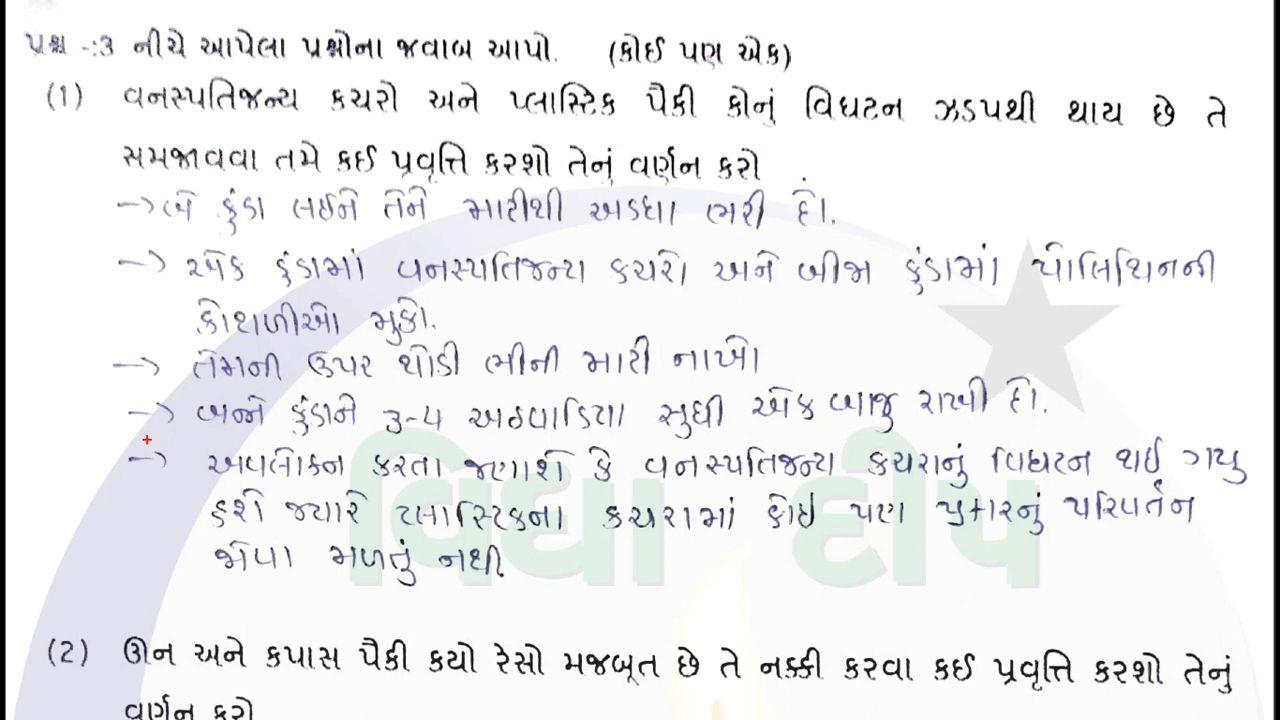 પ્રશ્ન -:૩ નીચે આપેલા પ્રશ્નોના જવાબ આપો. (કોઈ પણ એક)
(1) વનસ્પતિજન્ય કચરો અને પ્લાસ્ટિક પૈકી કોનું વિઘટન ઝડપથી થાય છે તે
સમજાવવા તમે કઈ પ્રવૃત્તિ કરશો તેનું વર્ણન કરો
→ બે કુંડા લઈને તેને માટીથી અડધા ભરી દો.
→ એક કુંડામાં વનસ્પતિજન્ય કચરો અને બીજા કુંડામાં પોલિથિનની
કોથળીઓ મુકો.
→ તેમની ઉપર થોડી ભીની માટી નાખો
→ બન્ને કુંડાને ૩-૫ અઠવાડિયા સુધી એક બાજુ રાખી દો.
→ અવલોકન કરતા જણાશે કે વનસ્પતિજન્ય કચરાનું વિઘટન થઈ ગયુ
હશે જ્યારે પ્લાસ્ટિકના કચરામાં કોઇ પણ પ્રકારનું પરિવર્તન
જોવા મળતું નથી.
વિદ્યા દીપ
(2) ઊન અને કપાસ પૈકી કયો રેસો મજબૂત છે તે નક્કી કરવા કઈ પ્રવૃત્તિ કરશો તેનું
વર્ણન કરો